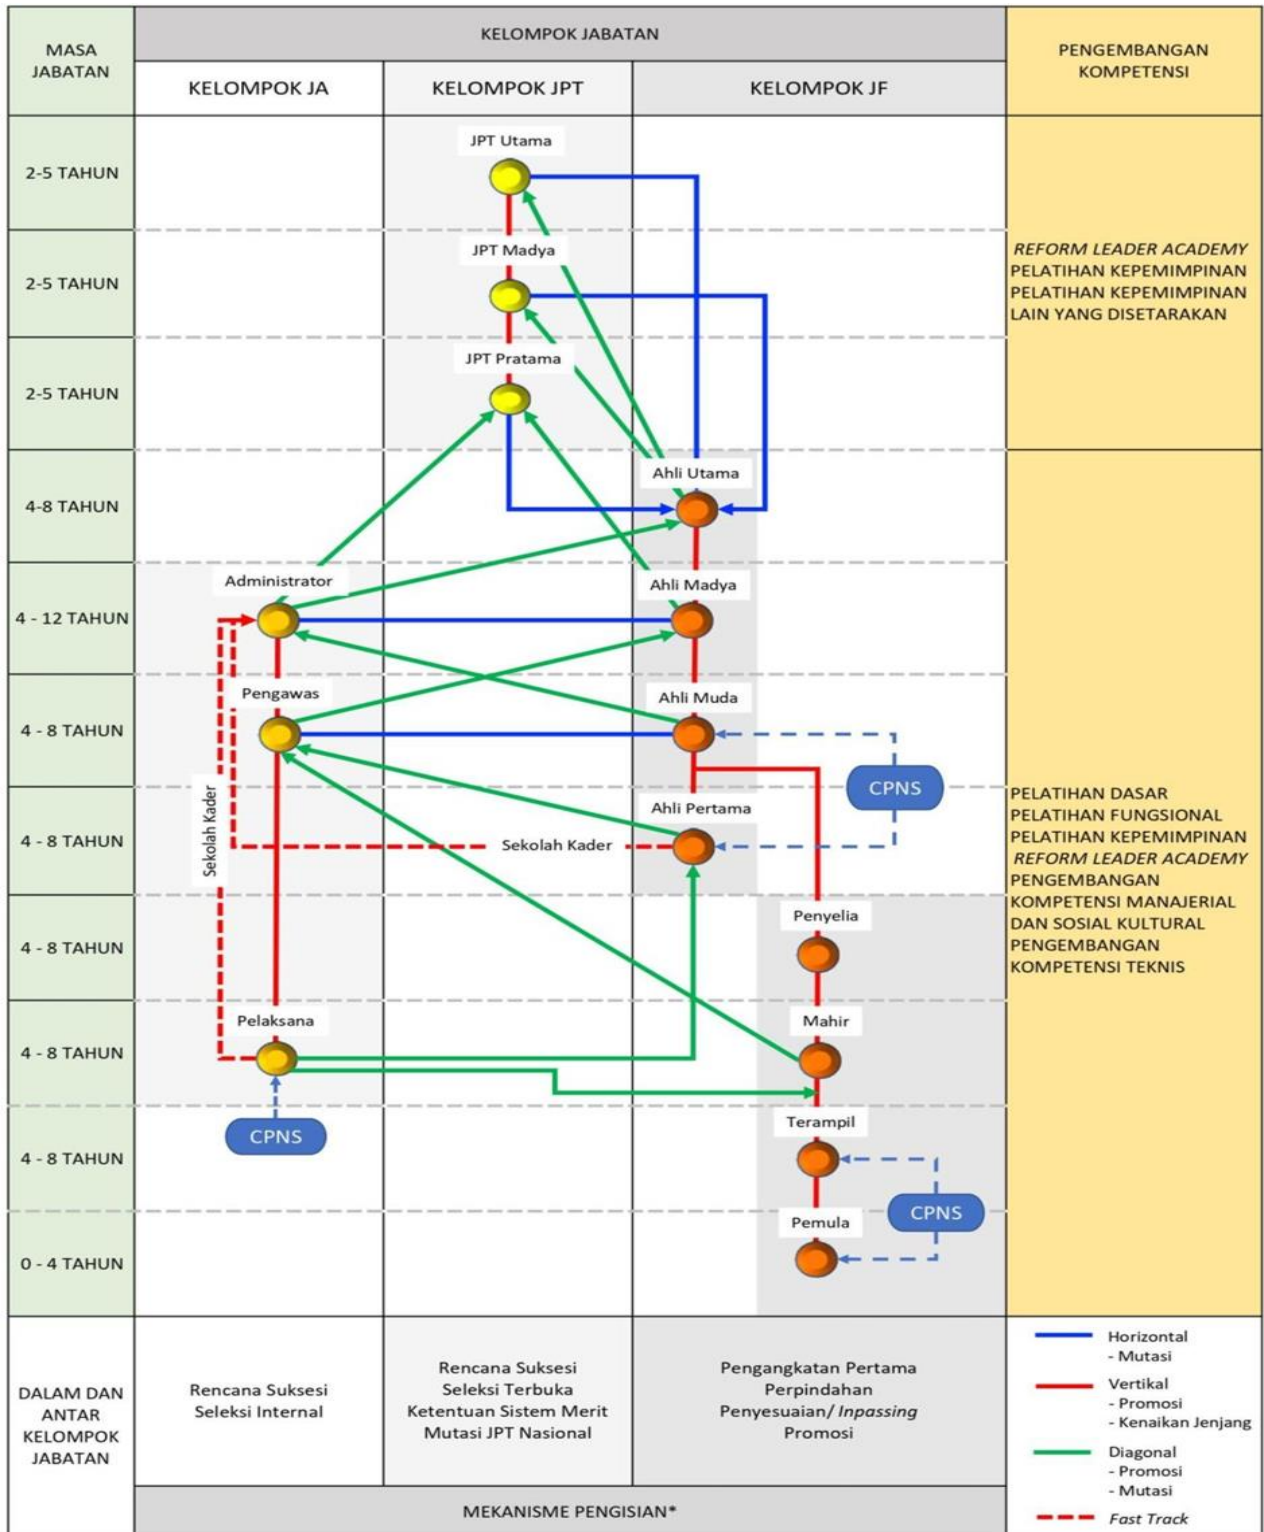 MASA
JABATAN
KELOMPOK JABATAN
PENGEMBANGAN
KOMPETENSI
KELOMPOK JA
KELOMPOK JPT
KELOMPOK JF
2-5 TAHUN
JPT Utama
2-5 TAHUN
JPT Madya
REFORM LEADER ACADEMY
PELATIHAN KEPEMIMPINAN
PELATIHAN KEPEMIMPINAN
LAIN YANG DISETARAKAN
2-5 TAHUN
JPT Pratama
4-8 TAHUN
Ahli Utama
4 - 12 TAHUN
Administrator
Ahli Madya
4 - 8 TAHUN
Pengawas
Ahli Muda
CPNS
4 - 8 TAHUN
Sekolah Kader
Sekolah Kader
Ahli Pertama
PELATIHAN DASAR
PELATIHAN FUNGSIONAL
PELATIHAN KEPEMIMPINAN
REFORM LEADER ACADEMY
PENGEMBANGAN
KOMPETENSI MANAJERIAL
DAN SOSIAL KULTURAL
PENGEMBANGAN
KOMPETENSI TEKNIS
4 - 8 TAHUN
Penyelia
4 - 8 TAHUN
Pelaksana
Mahir
4 - 8 TAHUN
CPNS
Terampil
CPNS
0 - 4 TAHUN
Pemula
DALAM DAN
ANTAR
KELOMPOK
JABATAN
Rencana Suksesi
Seleksi Internal
Rencana Suksesi
Seleksi Terbuka
Ketentuan Sistem Merit
Mutasi JPT Nasional
Pengangkatan Pertama
Perpindahan
Penyesuaian/ Inpassing
Promosi
MEKANISME PENGISIAN*
Horizontal
- Mutasi
Vertikal
- Promosi
- Kenaikan Jenjang
Diagonal
- Promosi
- Mutasi
Fast Track